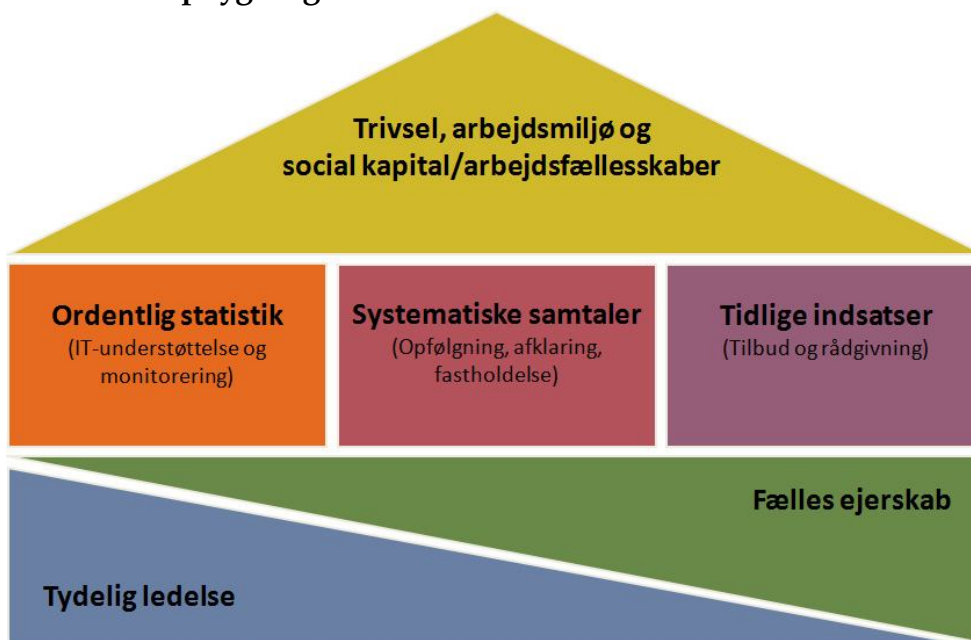 Trivsel, arbejdsmiljø og
social kapital/arbejdsfællesskaber
Ordentlig statistik
(IT-understøttelse og
monitorering)
Systematiske samtaler
(Opfølgning, afklaring,
fastholdelse)
Tidlige indsatser
(Tilbud og rådgivning)
Fælles ejerskab
Tydelig ledelse